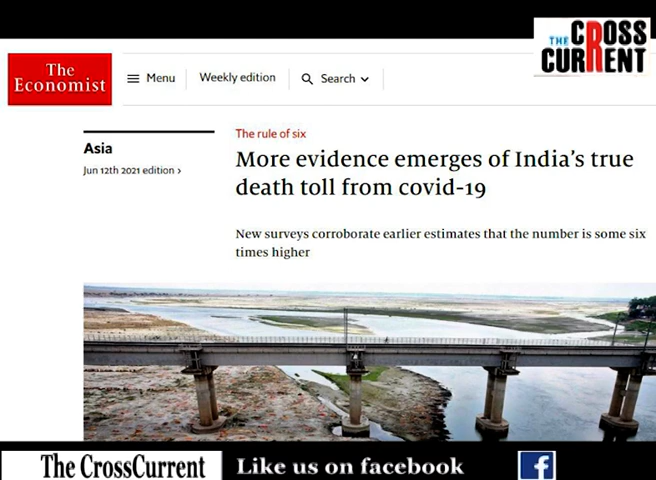 THE CROSS
CURRENT
The
Economist
Menu
Weekly edition
Search
Asia
Jun 12th 2021 edition ›
The rule of six
More evidence emerges of India's true
death toll from covid-19
New surveys corroborate earlier estimates that the number is some six
times higher
The CrossCurrent
Like us on facebook
f